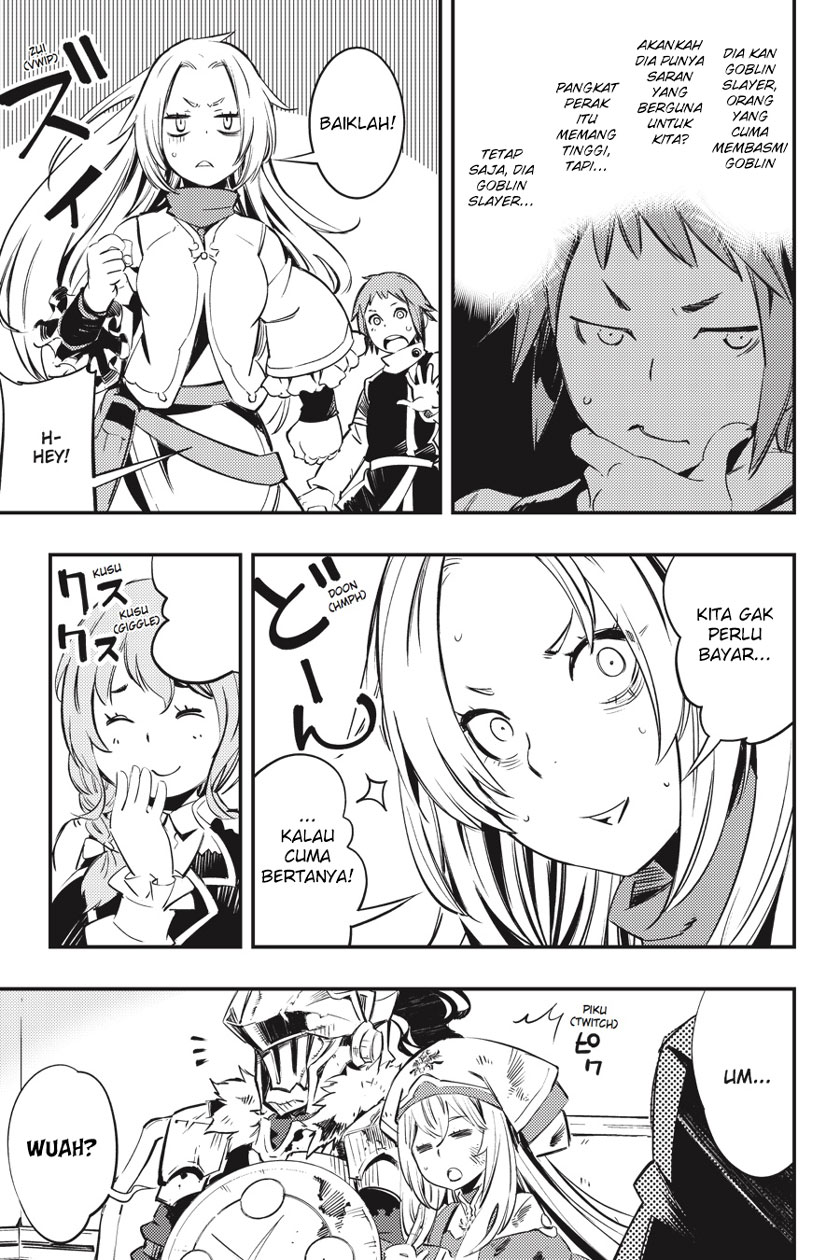 DIA KAN
GOBLIN
SLAYER,
ORANG
YANG
CUMA
MEMBASMI
GOBLIN
AKANKAH
DIA PUNYA
SARAN
YANG
BERGUNA
UNTUK
KITA?
PANGKAT
PERAK
ITU
MEMANG
TINGGI,
TAPI...
TETAP
SAJA, DIA
GOBLIN
SLAYER...
BAIKLAH!
ZUI
(VWIP)
ズイ
H-
HEY!
KITA GAK
PERLU
BAYAR...
DOON
(HMPH)
どーん
...
KALAU
CUMA
BERTANYA!
KUSU
クス
KUSU
(GIGGLE)
クス
UM...
PIKU
(TWITCH)
ピク
WUAH?